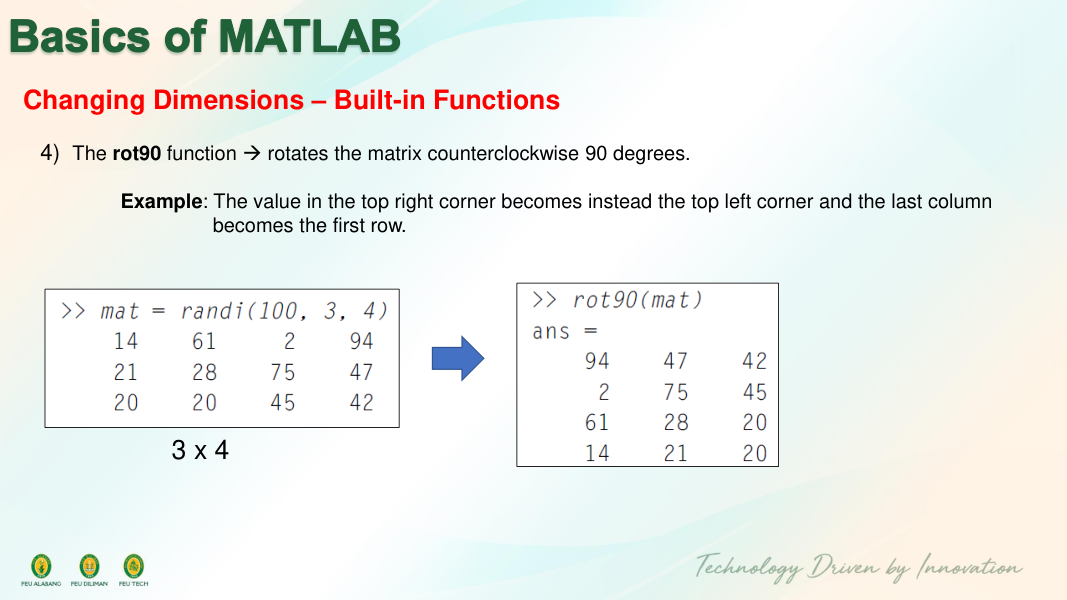 Basics of MATLAB
Changing Dimensions – Built-in Functions
4) The rot90 function → rotates the matrix counterclockwise 90 degrees.
Example: The value in the top right corner becomes instead the top left corner and the last column
becomes the first row.
>> mat = randi(100, 3, 4)
14 61 2 94
21 28 75 47
20 20 45 42
3 x 4
>> rot90(mat)
ans =
94 47 42
2 75 45
61 28 20
14 21 20
FEU ALABANG FEU DILIMAN FEU TECH
Technology Driven by Innovation